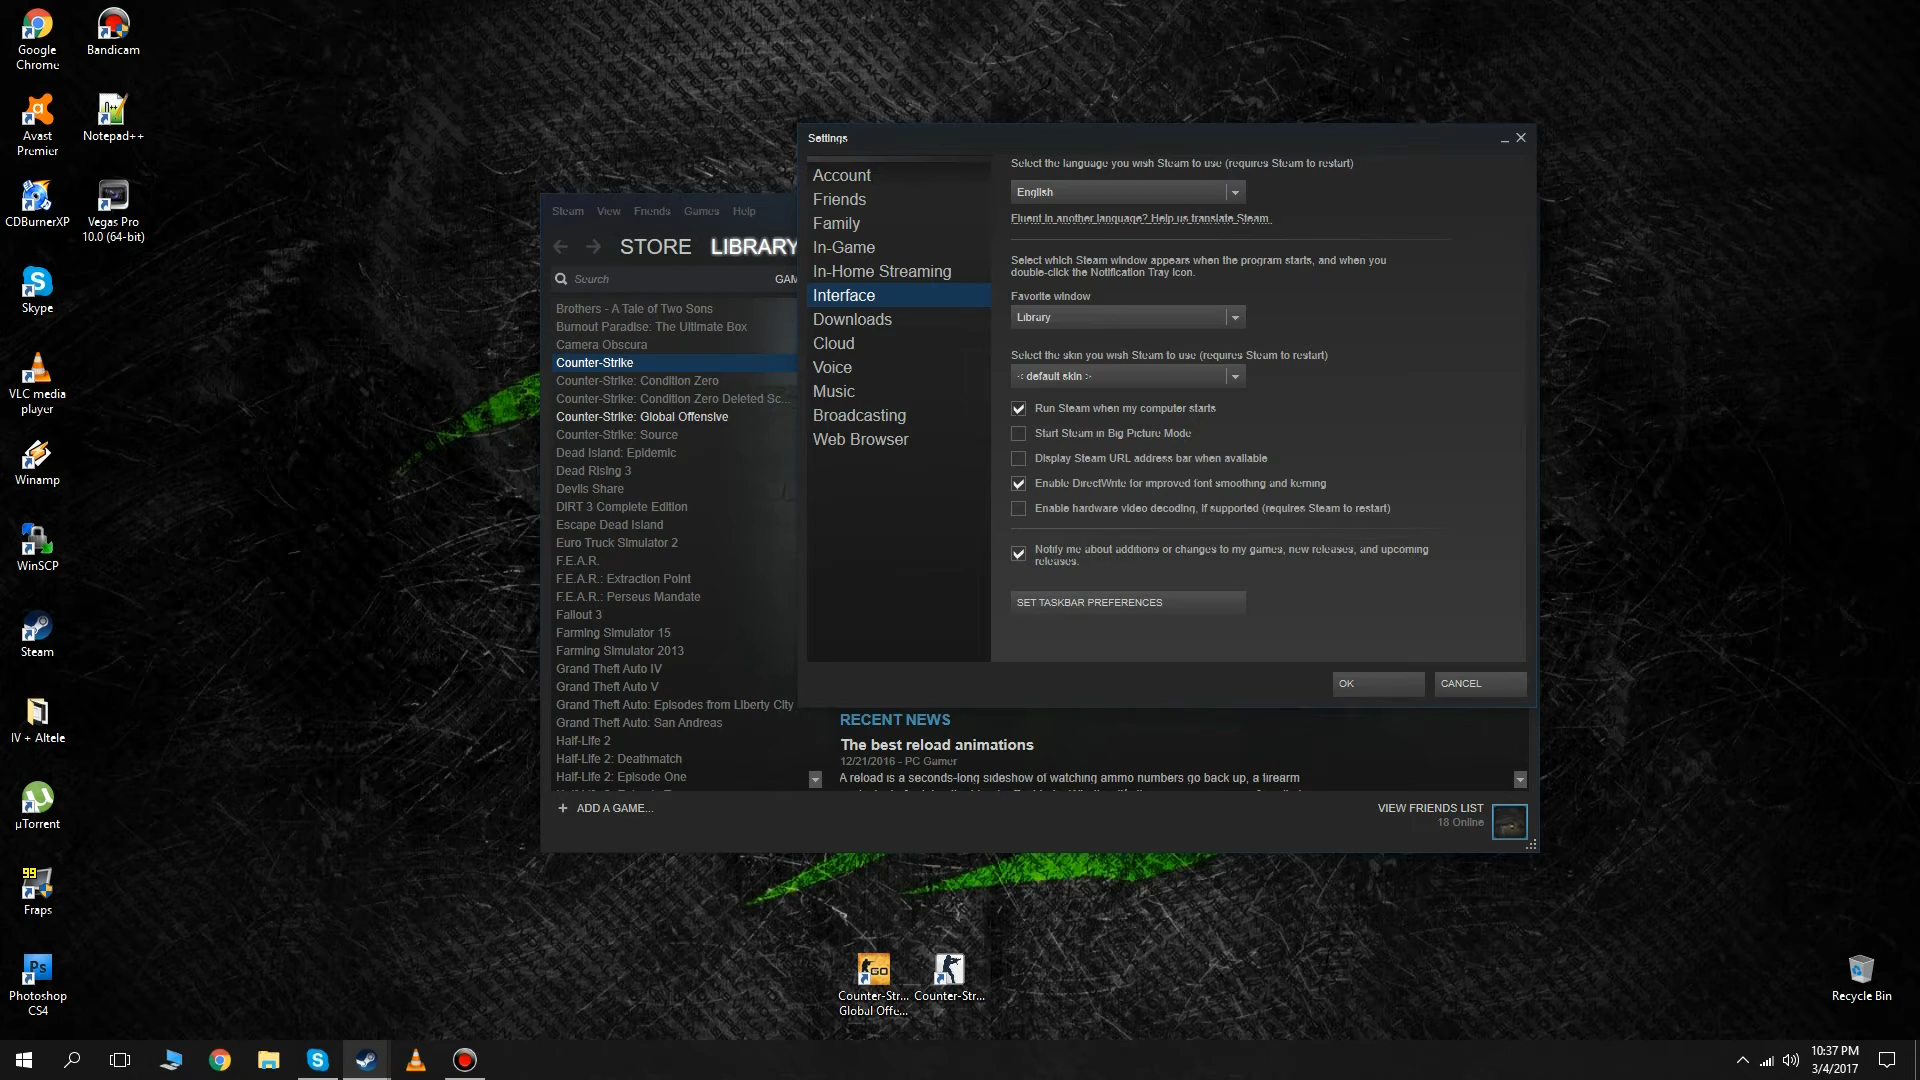 Google
Chrome
Bandicam
Avast
Premier
Notepad++
CDBurnerXP
Vegas Pro
10.0 (64-bit)
Skype
VLC media
player
Winamp
WinSCP
Steam
IV + Altele
µTorrent
99
Fraps
Ps
Photoshop
CS4
Steam View Friends Games Help
STORE LIBRARY
Search
GAM
Brothers - A Tale of Two Sons
Burnout Paradise: The Ultimate Box
Camera Obscura
Counter-Strike
Counter-Strike: Condition Zero
Counter-Strike: Condition Zero Deleted Sc...
Counter-Strike: Global Offensive
Counter-Strike: Source
Dead Island: Epidemic
Dead Rising 3
Devils Share
DiRT 3 Complete Edition
Escape Dead Island
Euro Truck Simulator 2
F.E.A.R.
F.E.A.R.: Extraction Point
F.E.A.R.: Perseus Mandate
Fallout 3
Farming Simulator 15
Farming Simulator 2013
Grand Theft Auto IV
Grand Theft Auto V
Grand Theft Auto: Episodes from Liberty City
Grand Theft Auto: San Andreas
Half-Life 2
Half-Life 2: Deathmatch
Half-Life 2: Episode One
+ ADD A GAME...
Settings
Account
Friends
Family
In-Game
In-Home Streaming
Interface
Downloads
Cloud
Voice
Music
Broadcasting
Web Browser
Select the language you wish Steam to use (requires Steam to restart)
English
Fluent in another language? Help us translate Steam.
Select which Steam window appears when the program starts, and when you
double-click the Notification Tray icon.
Favorite window
Library
Select the skin you wish Steam to use (requires Steam to restart)
< default skin >
Run Steam when my computer starts
Start Steam in Big Picture Mode
Display Steam URL address bar when available
Enable DirectWrite for improved font smoothing and kerning
Enable hardware video decoding, if supported (requires Steam to restart)
Notify me about additions or changes to my games, new releases, and upcoming
releases.
SET TASKBAR PREFERENCES
OK
CANCEL
RECENT NEWS
The best reload animations
12/21/2016 - PC Gamer
A reload is a seconds-long sideshow of watching ammo numbers go back up, a firearm
VIEW FRIENDS LIST
18 Online
GO
Counter-Str...
Global Offe...
Counter-Str...
Recycle Bin
10:37 PM
3/4/2017